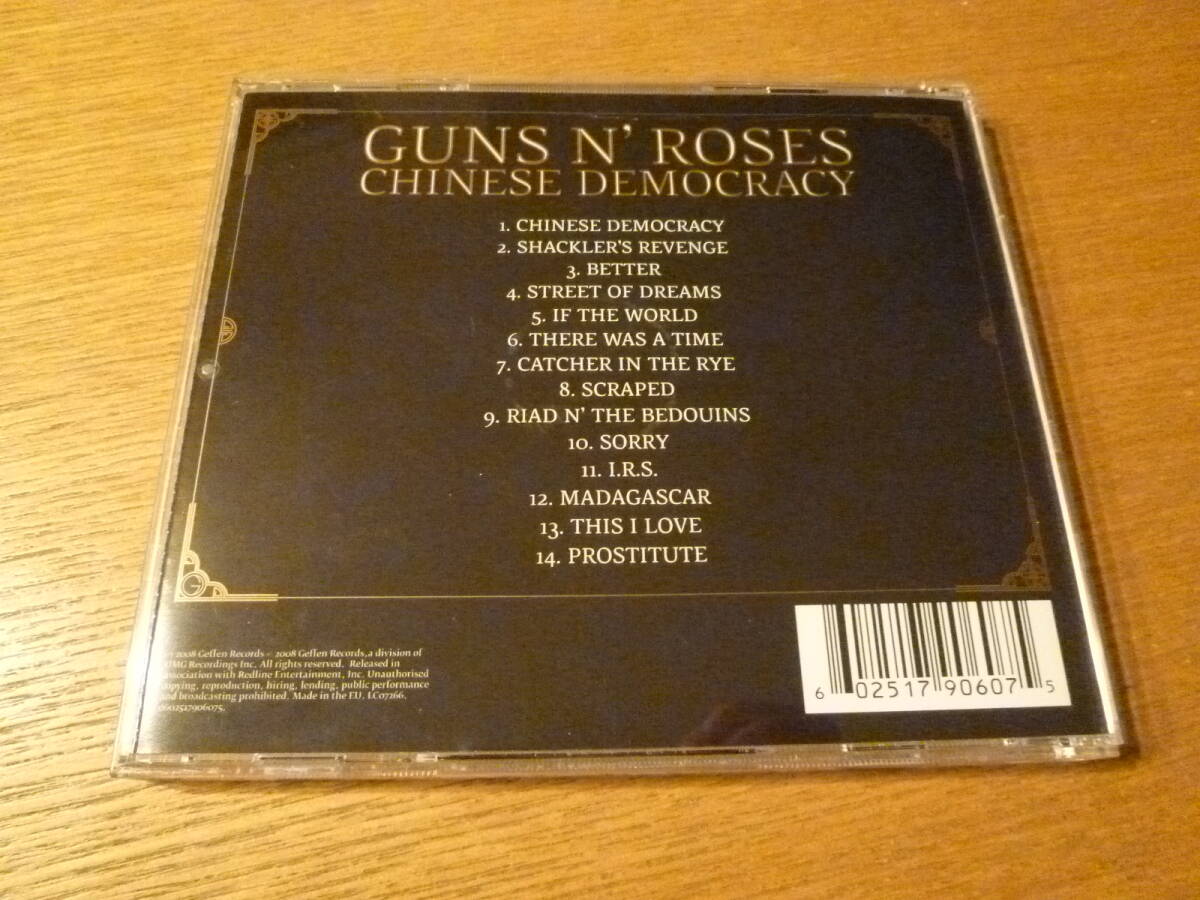 GUNS N' ROSES
CHINESE DEMOCRACY
1. CHINESE DEMOCRACY
2. SHACKLER'S REVENGE
3. BETTER
4. STREET OF DREAMS
5. IF THE WORLD
6. THERE WAS A TIME
7. CATCHER IN THE RYE
8. SCRAPED
9. RIAD N' THE BEDOUINS
10. SORRY
11. I.R.S.
12. MADAGASCAR
13. THIS I LOVE
14. PROSTITUTE
2008 Geffen Records 2008 Geffen Records, a division of
UMG Recordings Inc. All rights reserved. Released in
association with Redline Entertainment, Inc. Unauthorised
copying, reproduction, hiring, lending, public performance
and broadcasting prohibited. Made in the EU. LC07266.
0602517906075.
6 02517 90607 5